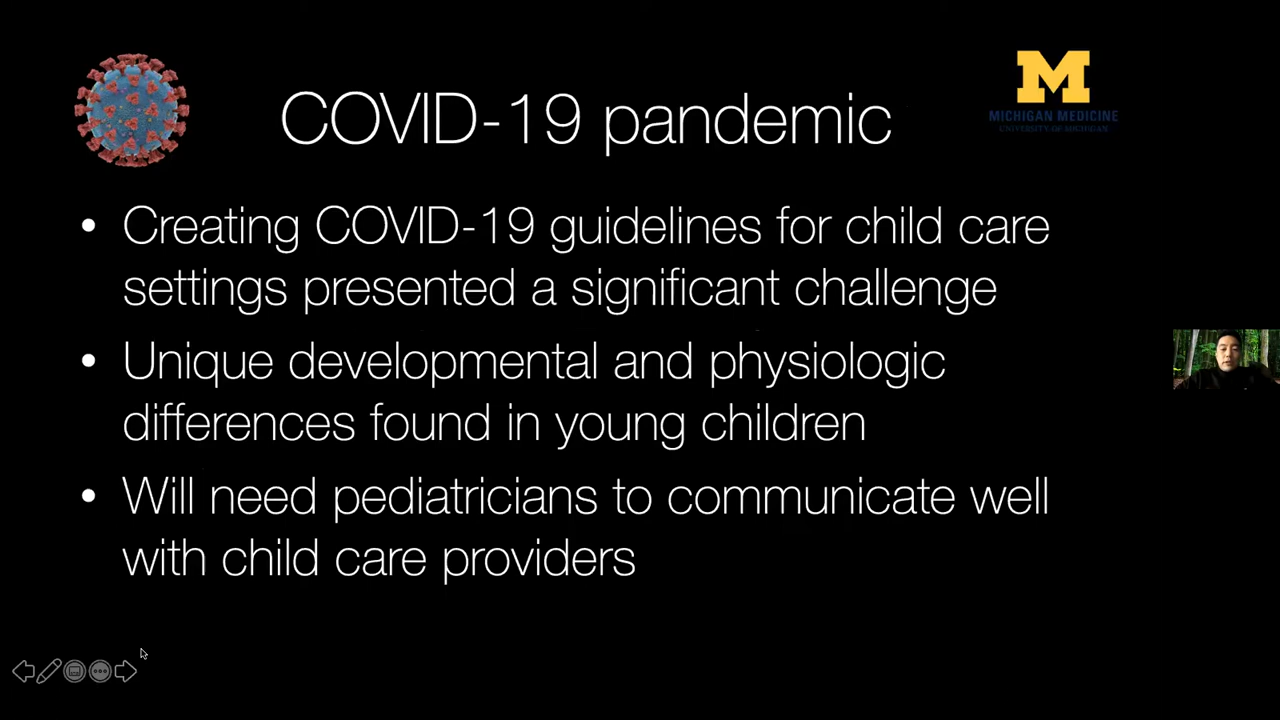 COVID-19 pandemic
M
MICHIGAN MEDICINE
UNIVERSITY OF MICHIGAN
• Creating COVID-19 guidelines for child care
settings presented a significant challenge
• Unique developmental and physiologic
differences found in young children
• Will need pediatricians to communicate well
with child care providers